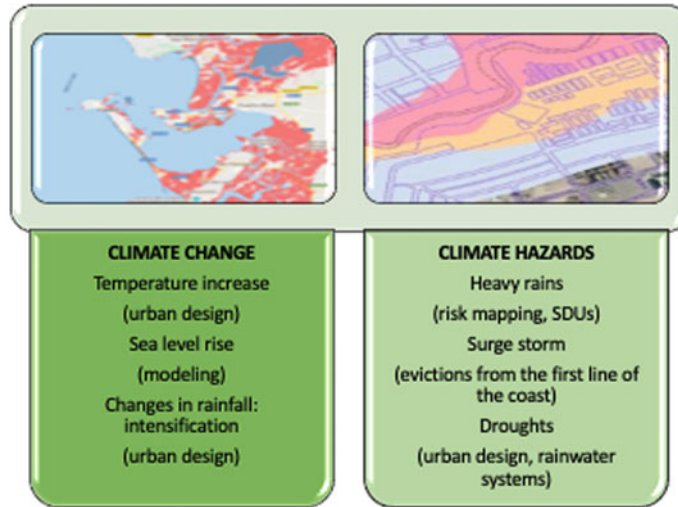 CLIMATE CHANGE
Temperature increase
(urban design)
Sea level rise
(modeling)
Changes in rainfall:
intensification
(urban design)
CLIMATE HAZARDS
Heavy rains
(risk mapping, SDUs)
Surge storm
(evictions from the first line of
the coast)
Droughts
(urban design, rainwater
systems)